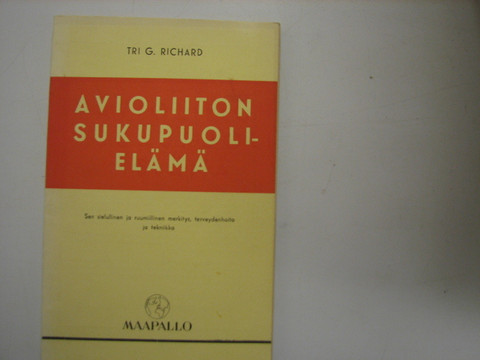 TRI G. RICHARD
AVIOLIITON
SUKUPUOLI-
ELÄMÄ
Sen sielullinen ja ruumiillinen merkitys, terveydenhoito
ja tekniikka
MAAPALLO